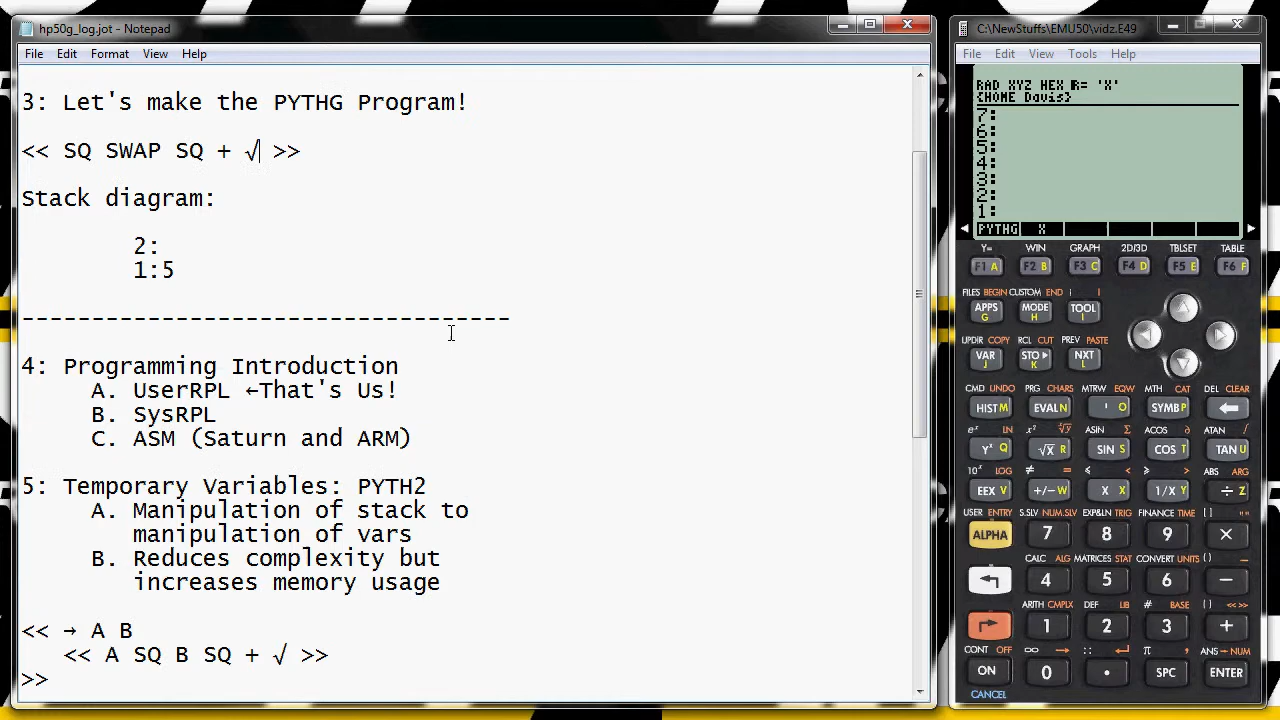 hp50g_log.jot - Notepad
File Edit Format View Help
3: Let's make the PYTHG Program!
<< SQ SWAP SQ + √ >>
Stack diagram:
2:
1:5
-----------------------------------
4: Programming Introduction
A. UserRPL ←That's Us!
B. SysRPL
C. ASM (Saturn and ARM)
5: Temporary Variables: PYTH2
A. Manipulation of stack to
manipulation of vars
B. Reduces complexity but
increases memory usage
<< → A B
<< A SQ B SQ + √ >>
>>
C:\NewStuffs\EMU50\vidz.E49
File Edit View Tools Help
RAD XYZ HEX R= 'X'
{HOME Davis}
7:
6:
5:
4:
3:
2:
1:
PYTHG X
Y= WIN GRAPH 2D/3D TBLSET TABLE
F1 A F2 B F3 C F4 D F5 E F6 F
FILES BEGIN CUSTOM END i |
APPS G MODE H TOOL I
UPDIR COPY RCL CUT PREV PASTE
VAR J STO▶ K NXT L
CMD UNDO PRG CHARS MTRW EQW MTH CAT DEL CLEAR
HIST M EVAL N ' O SYMB P ←
eˣ LN x² ˣ√y ASIN Σ ACOS ∂ ATAN ∫
Yˣ Q √X R SIN S COS T TAN U
10ˣ LOG ≠ = ≤ < ≥ > ABS ARG
EEX V +/- W X X 1/X Y ÷ Z
USER ENTRY S.SLV NUM.SLV EXP&LN TRIG FINANCE TIME [ ] " "
ALPHA 7 8 9 ×
CALC ALG MATRICES STAT CONVERT UNITS ( ) _
4 5 6 −
ARITH CMPLX DEF LIB # BASE { } «»
1 2 3 +
CONT OFF ∞ → : : ↵ π , ANS →NUM
ON 0 . SPC ENTER
CANCEL